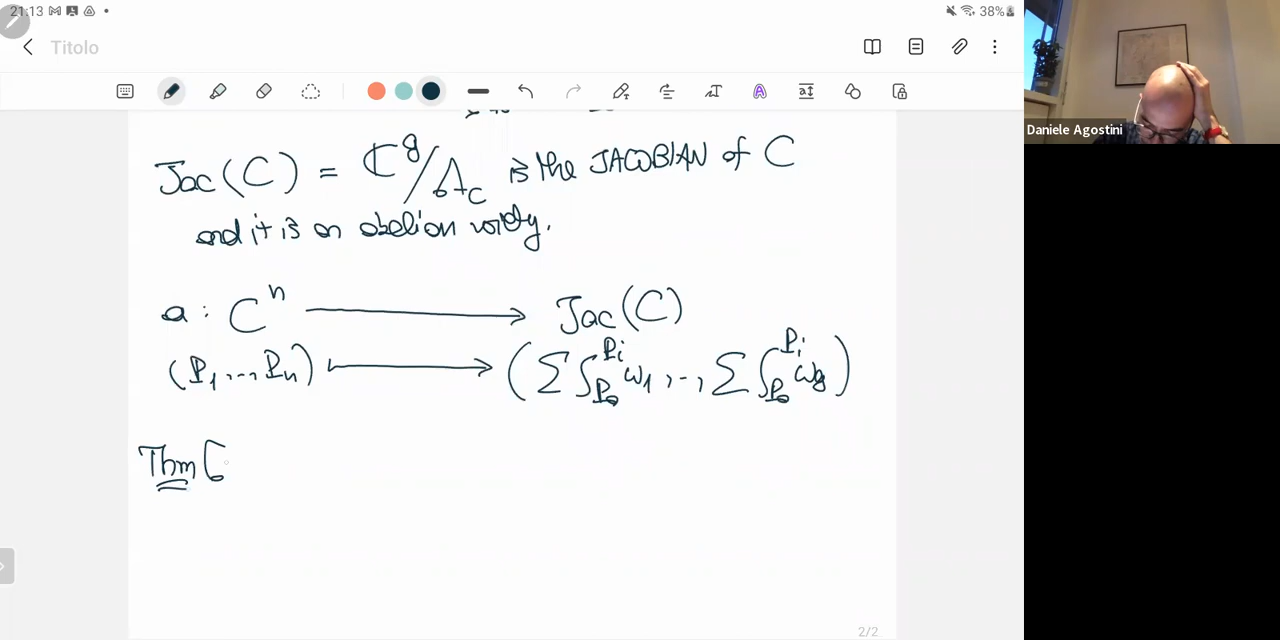 21:13
38%
Titolo
Jac(C) = ℂ^g/Λ_C is the JACOBIAN of C
and it is an abelian variety.
a : C^n ⟶ Jac(C)
(P_1,...,P_n) ⟼ (∑∫_{P_0}^{P_i} ω_1, ..., ∑∫_{P_0}^{P_i} ω_g)
Thm [
2/2
Daniele Agostini